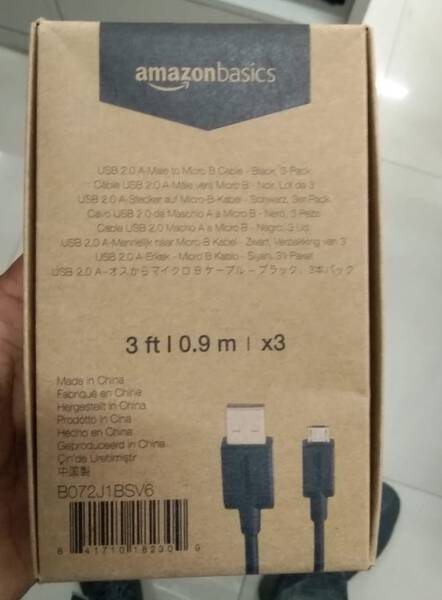 amazonbasics
USB 2.0 A-Male to Micro B Cable - Black, 3-Pack
Câble USB 2.0 A-Mâle vers Micro B - Noir, Lot de 3
USB 2.0 A-Stecker auf Micro-B-Kabel - Schwarz, 3er Pack
Cavo USB 2.0 da Maschio A a Micro B - Nero, 3 Pezzi
Cable USB 2.0 Macho A a Micro B - Negro, 3 Ud
USB 2.0 A-Mannelijk naar Micro-B Kabel - Zwart, Verpakking van 3
USB 2.0 A-Erkek - Micro B Kablo - Siyah, 3'lı Paket
USB 2.0 A-オスからマイクロ B ケーブル - ブラック、3本パック
3 ft | 0.9 m | x3
Made in China
Fabriqué en Chine
Hergestellt in China
Prodotto in Cina
Hecho en China
Geproduceerd in China
Çin'de Üretilmiştir
中国製
B072J1BSV6
8 41710 18230 9